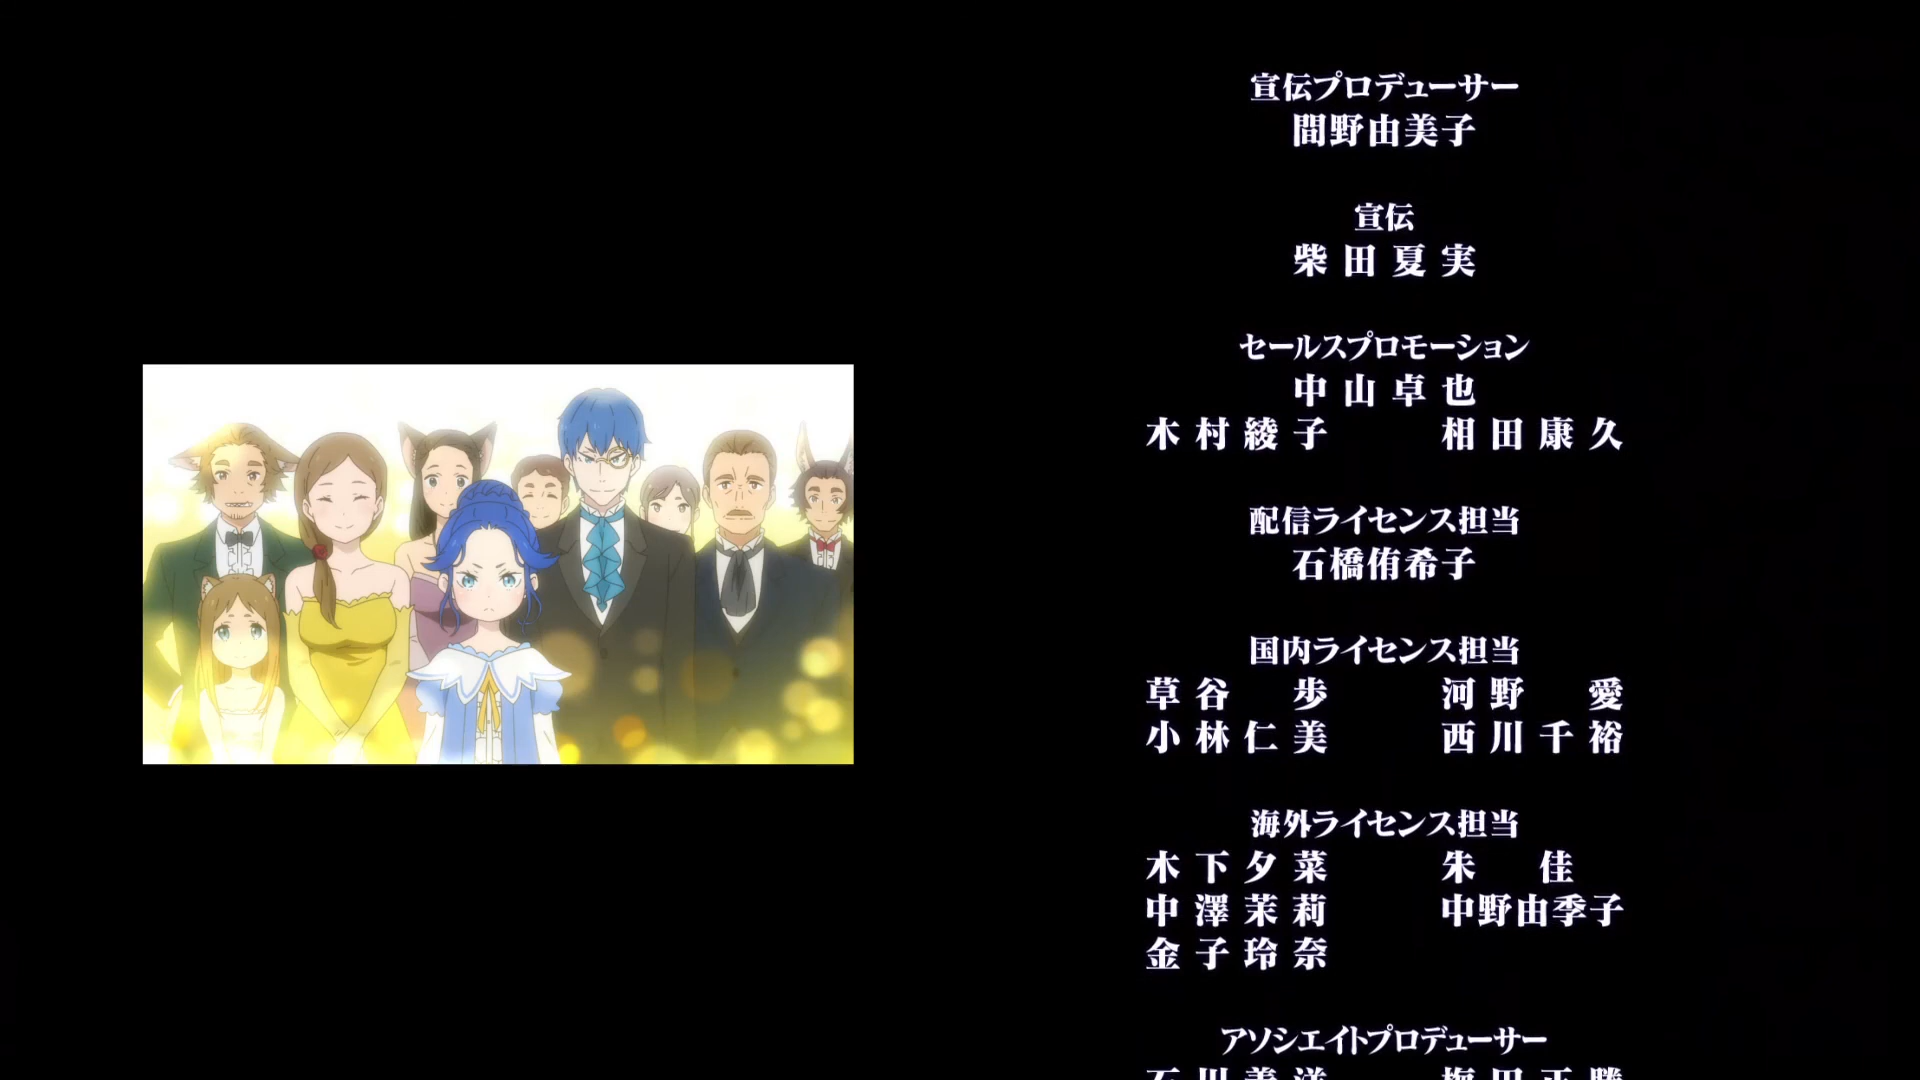 宣伝プロデューサー
間野由美子
宣伝
柴田夏実
セールスプロモーション
中山卓也
木村綾子 相田康久
配信ライセンス担当
石橋侑希子
国内ライセンス担当
草谷 歩 河野 愛
小林仁美 西川千裕
海外ライセンス担当
木下夕菜 朱 佳
中澤茉莉 中野由季子
金子玲奈
アソシエイトプロデューサー